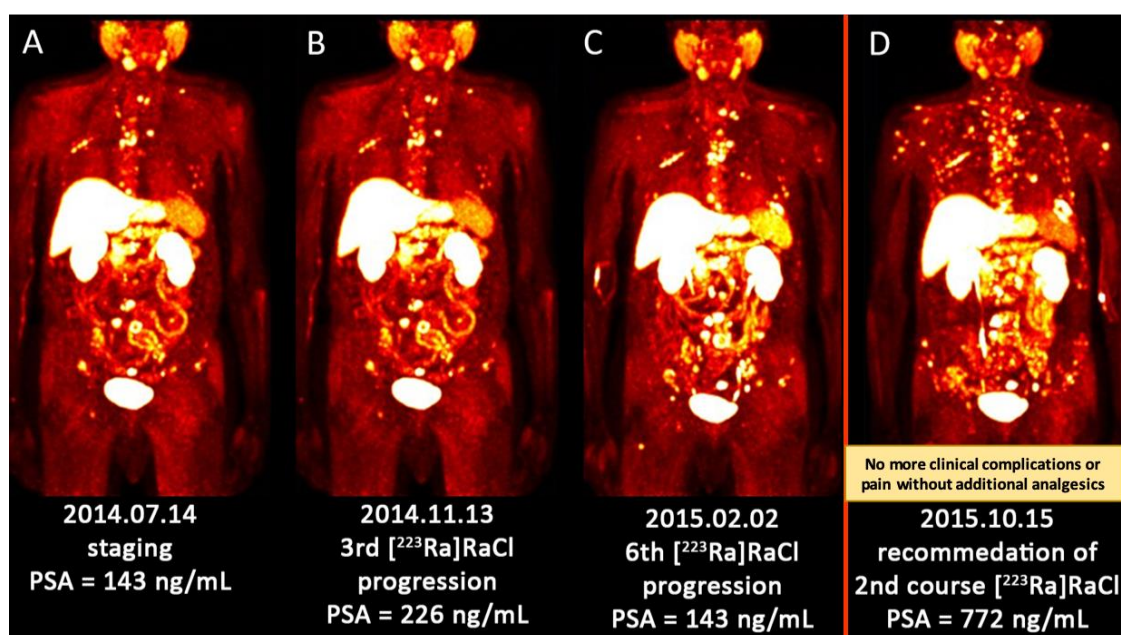 A
B
C
D
2014.07.14
staging
PSA = 143 ng/mL
2014.11.13
3rd [²²³Ra]RaCl
progression
PSA = 226 ng/mL
2015.02.02
6th [²²³Ra]RaCl
progression
PSA = 143 ng/mL
No more clinical complications or
pain without additional analgesics
2015.10.15
recommedation of
2nd course [²²³Ra]RaCl
PSA = 772 ng/mL